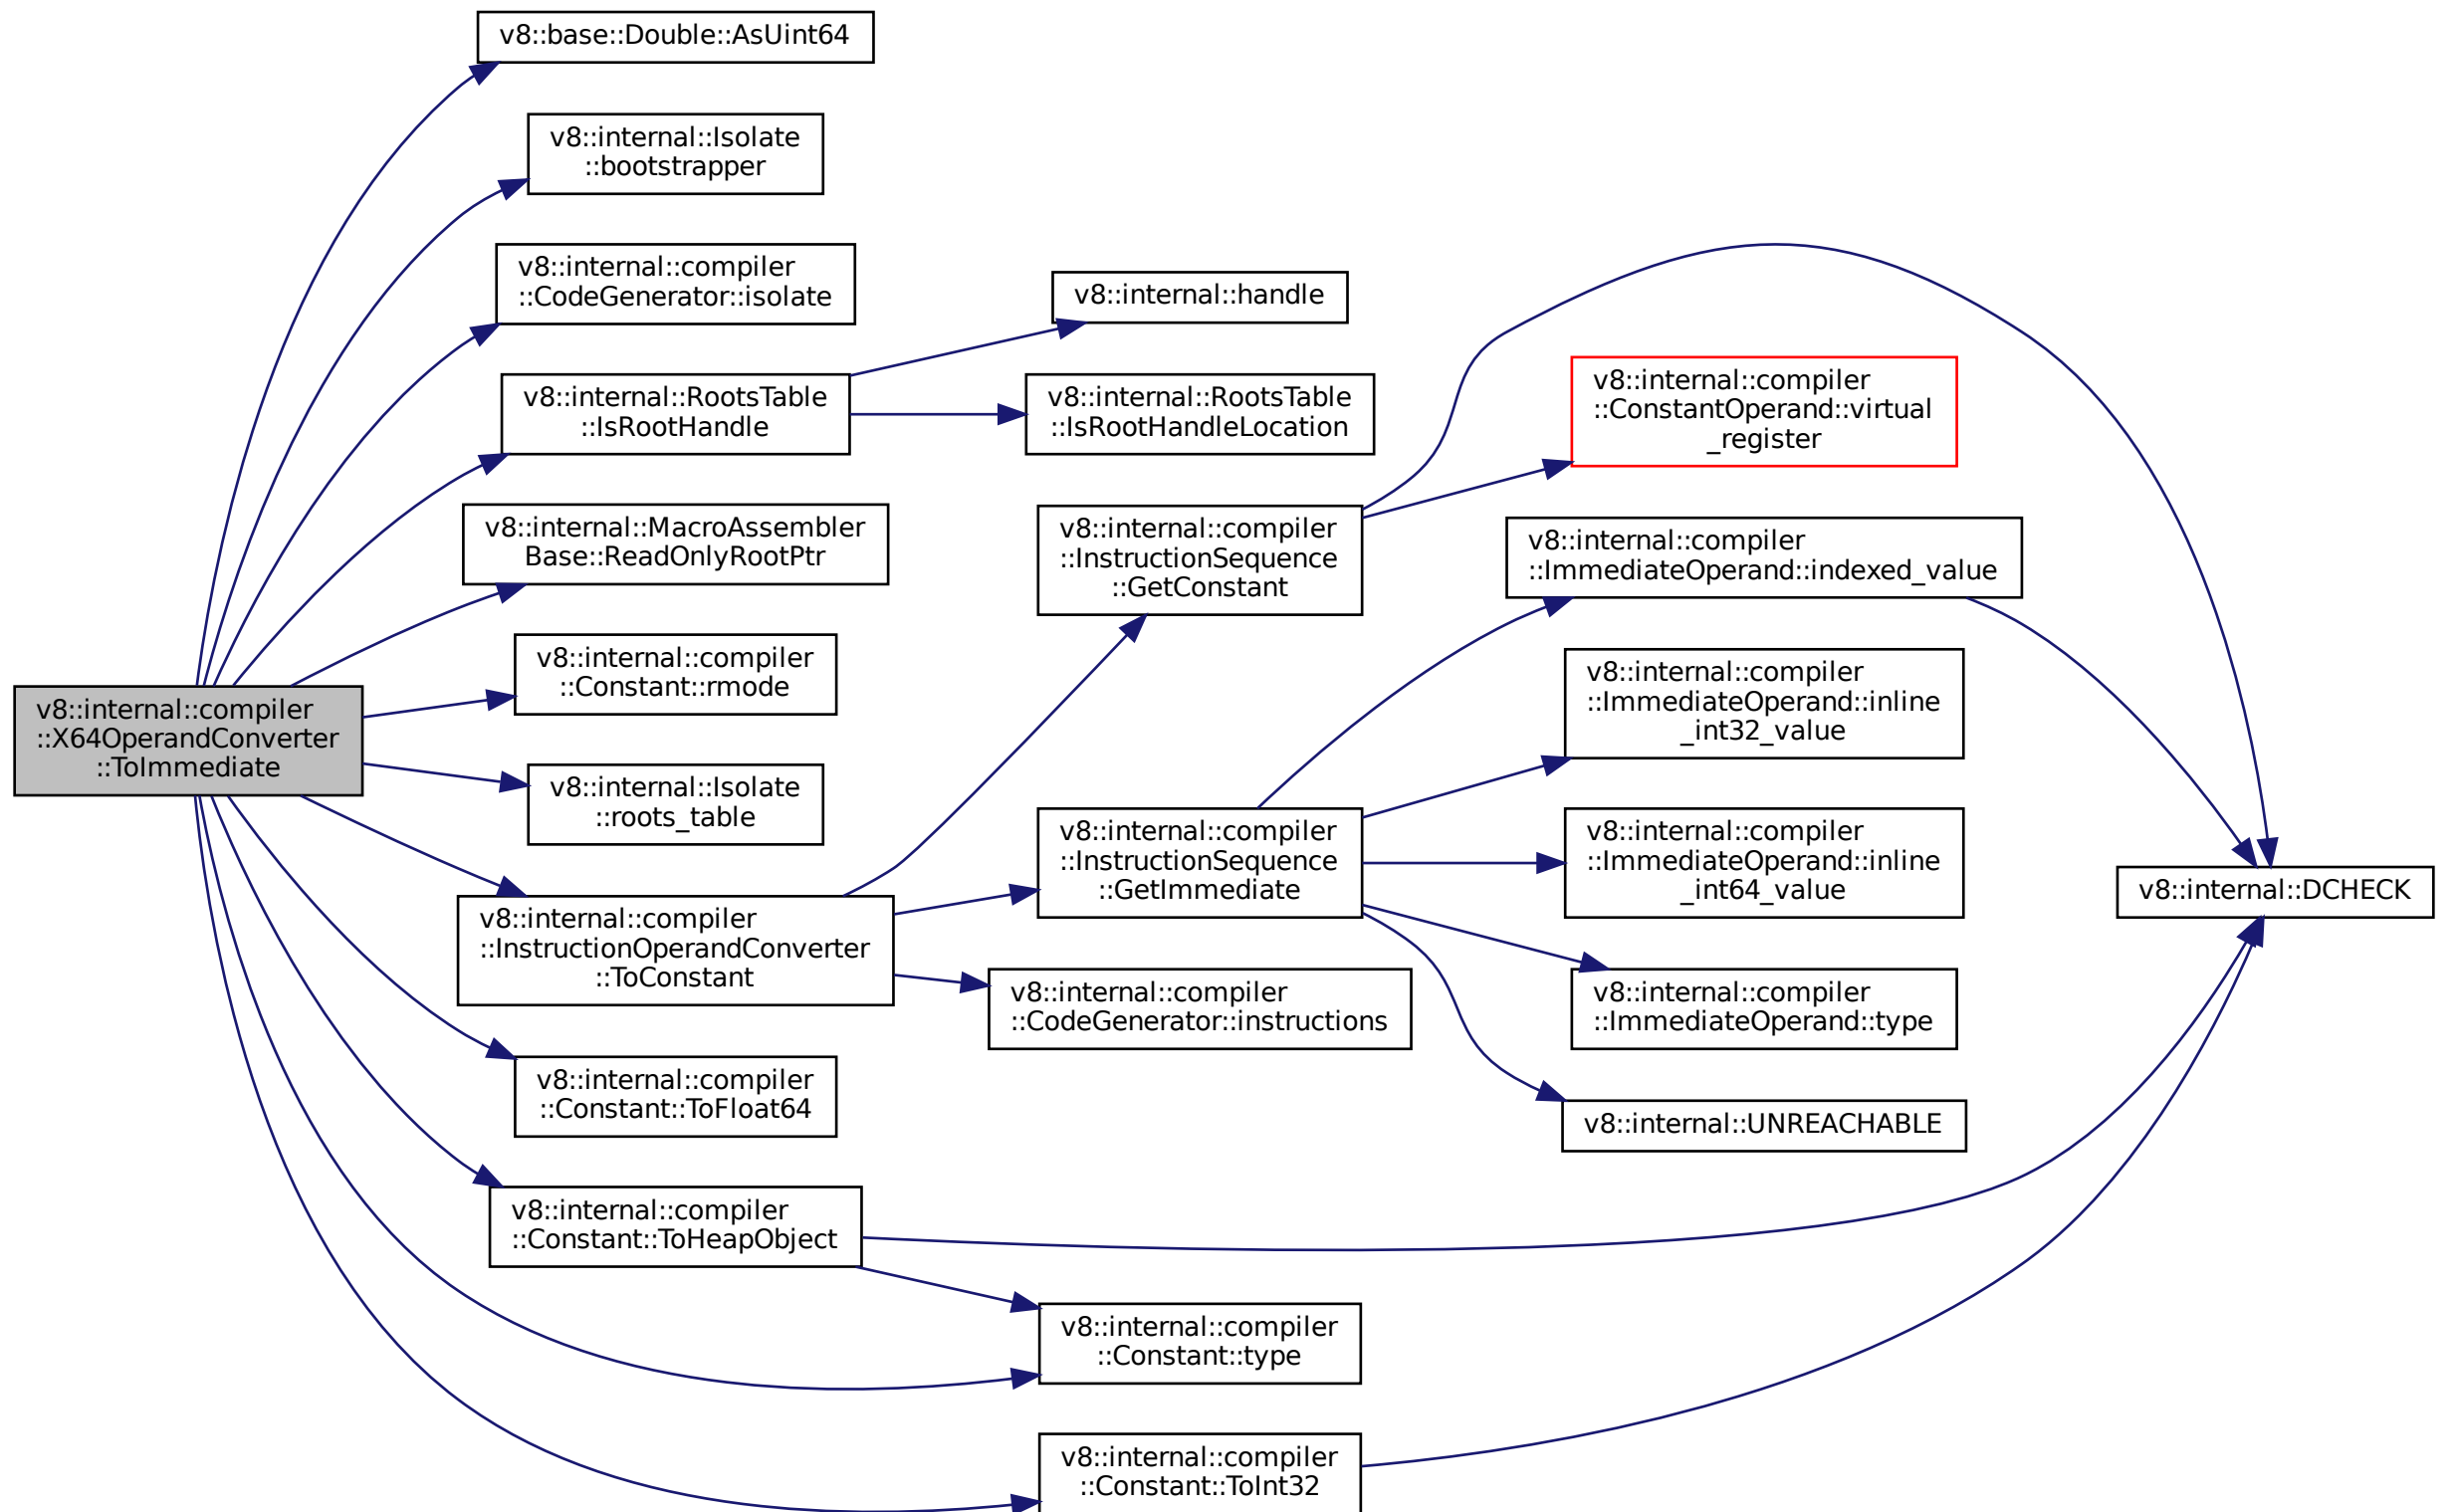 v8::base::Double::AsUint64
v8::internal::Isolate
::bootstrapper
v8::internal::compiler
::CodeGenerator::isolate
v8::internal::RootsTable
::IsRootHandle
v8::internal::MacroAssembler
Base::ReadOnlyRootPtr
v8::internal::compiler
::Constant::rmode
v8::internal::compiler
::X64OperandConverter
::ToImmediate
v8::internal::Isolate
::roots_table
v8::internal::compiler
::InstructionOperandConverter
::ToConstant
v8::internal::compiler
::Constant::ToFloat64
v8::internal::compiler
::Constant::ToHeapObject
v8::internal::handle
v8::internal::RootsTable
::IsRootHandleLocation
v8::internal::compiler
::InstructionSequence
::GetConstant
v8::internal::compiler
::InstructionSequence
::GetImmediate
v8::internal::compiler
::CodeGenerator::instructions
v8::internal::compiler
::Constant::type
v8::internal::compiler
::Constant::ToInt32
v8::internal::compiler
::ConstantOperand::virtual
_register
v8::internal::compiler
::ImmediateOperand::indexed_value
v8::internal::compiler
::ImmediateOperand::inline
_int32_value
v8::internal::compiler
::ImmediateOperand::inline
_int64_value
v8::internal::compiler
::ImmediateOperand::type
v8::internal::UNREACHABLE
v8::internal::DCHECK